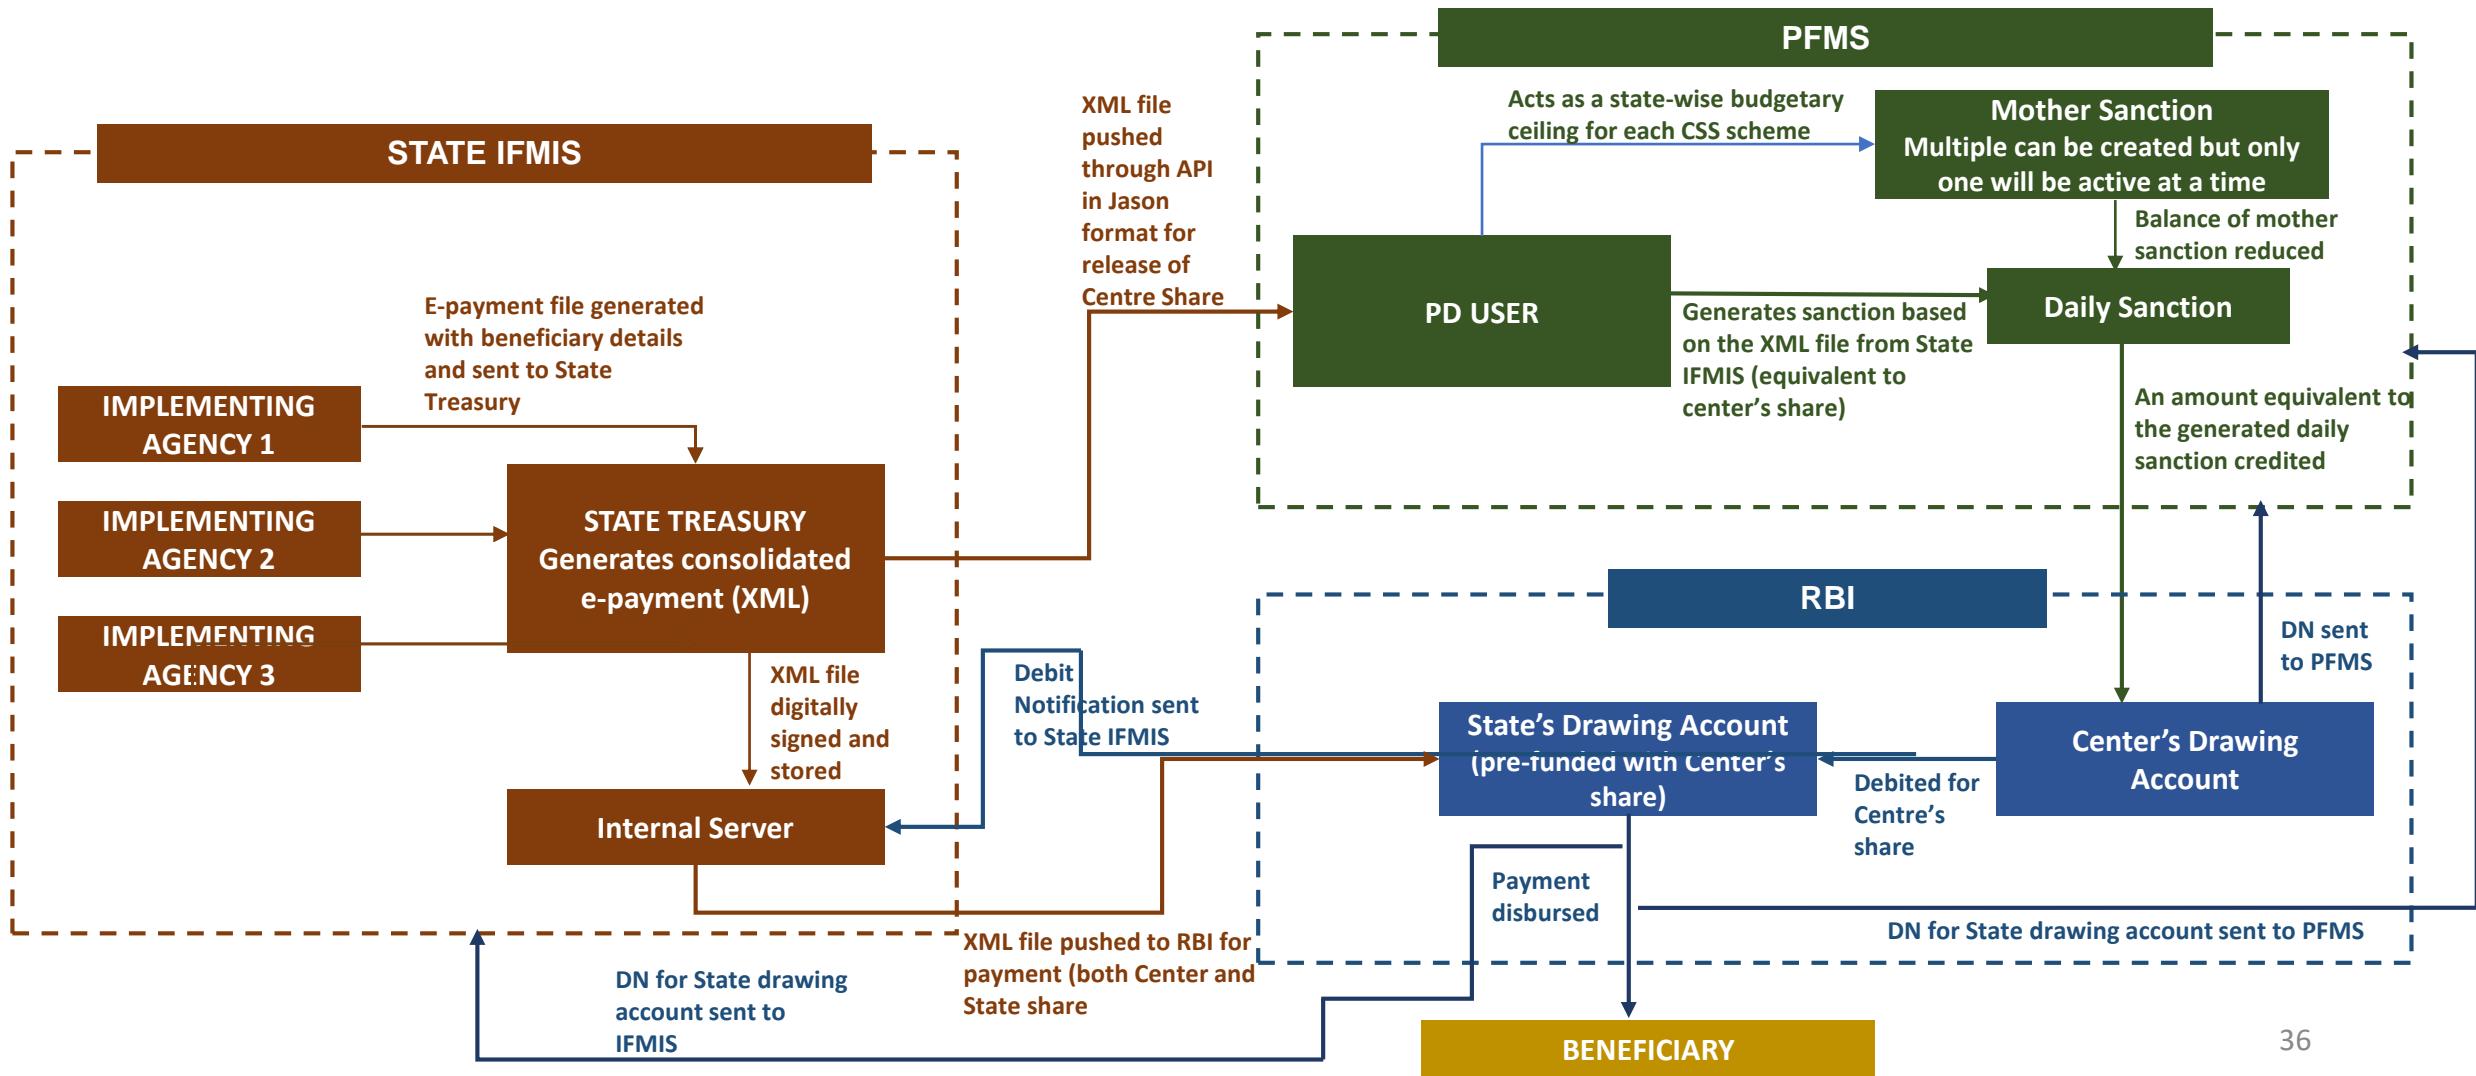 PFMS
Acts as a state-wise budgetary
ceiling for each CSS scheme
Mother Sanction
Multiple can be created but only
one will be active at a time
Balance of mother
sanction reduced
PD USER
Daily Sanction
Generates sanction based
on the XML file from State
IFMIS (equivalent to
center's share)
An amount equivalent to
the generated daily
sanction credited
XML file
pushed
through API
in Jason
format for
release of
Centre Share
STATE IFMIS
E-payment file generated
with beneficiary details
and sent to State
Treasury
IMPLEMENTING
AGENCY 1
IMPLEMENTING
AGENCY 2
IMPLEMENTING
AGENCY 3
STATE TREASURY
Generates consolidated
e-payment (XML)
XML file
digitally
signed and
stored
Internal Server
Debit
Notification sent
to State IFMIS
RBI
DN sent
to PFMS
State's Drawing Account
(pre-funded with Center's
share)
Debited for
Centre's
share
Center's Drawing
Account
Payment
disbursed
DN for State drawing account sent to PFMS
XML file pushed to RBI for
payment (both Center and
State share
DN for State drawing
account sent to
IFMIS
BENEFICIARY
36